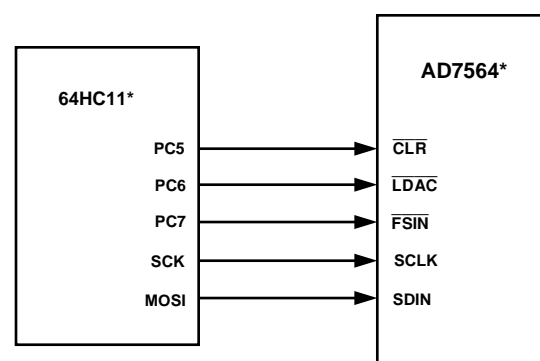 64HC11*
AD7564*
PC5
CLR
PC6
LDAC
PC7
FSIN
SCK
SCLK
MOSI
SDIN